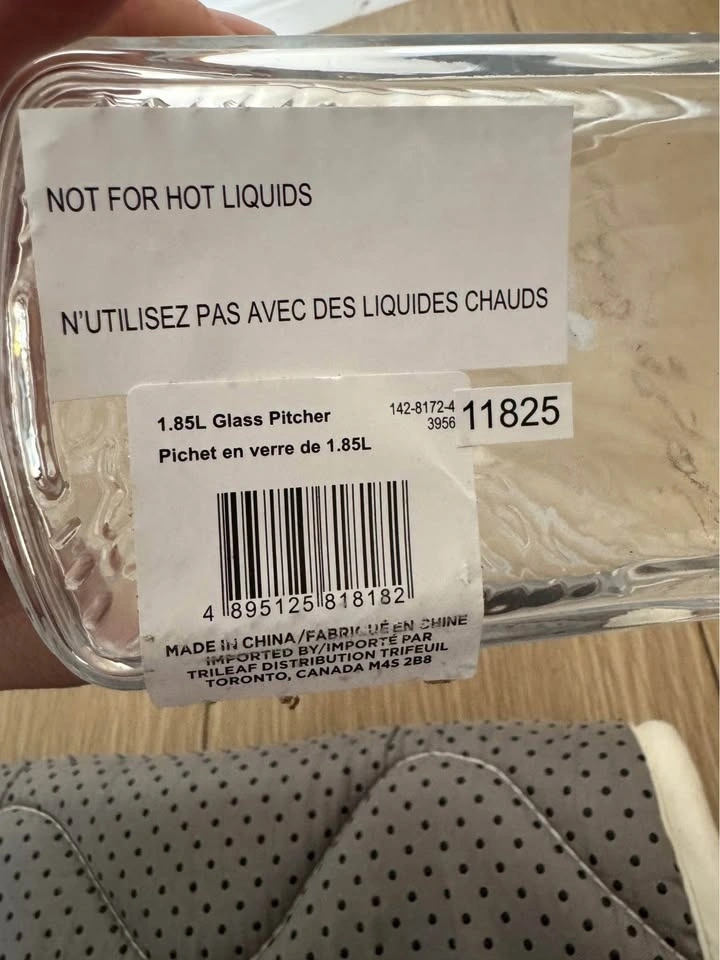 NOT FOR HOT LIQUIDS
N'UTILISEZ PAS AVEC DES LIQUIDES CHAUDS
1.85L Glass Pitcher
Pichet en verre de 1.85L
142-8172-4
3956
11825
4 895125 818182
MADE IN CHINA/FABRIQUÉ EN CHINE
IMPORTED BY/IMPORTÉ PAR
TRILEAF DISTRIBUTION TRIFEUIL
TORONTO, CANADA M4S 2B8